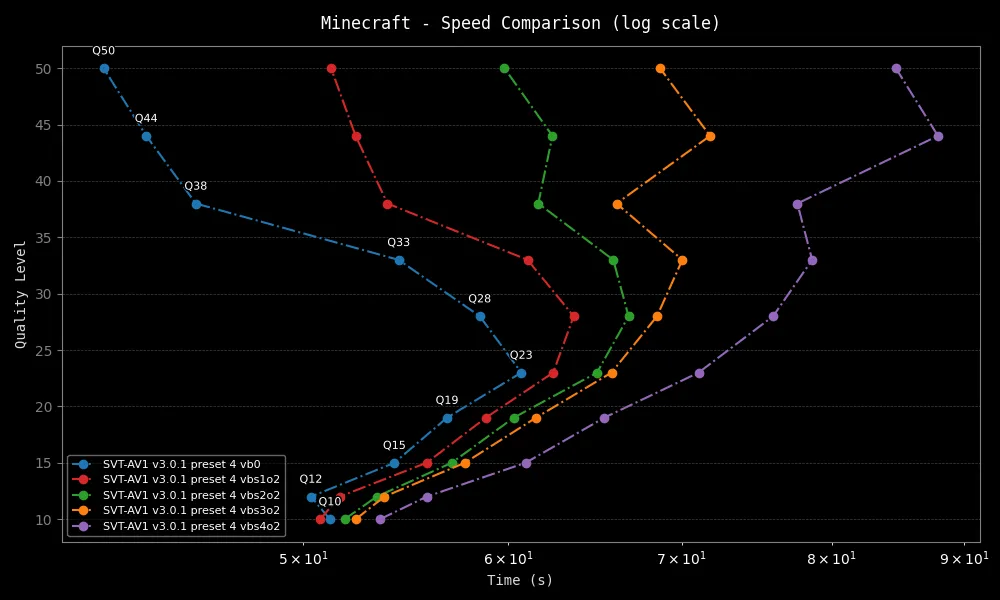 Minecraft - Speed Comparison (log scale)
Q50
50
45
Q44
40
Q38
35
Q33
30
Q28
25
Q23
20
Q19
15
Q15
Q12
Q10
10
Quality Level
SVT-AV1 v3.0.1 preset 4 vb0
SVT-AV1 v3.0.1 preset 4 vbs1o2
SVT-AV1 v3.0.1 preset 4 vbs2o2
SVT-AV1 v3.0.1 preset 4 vbs3o2
SVT-AV1 v3.0.1 preset 4 vbs4o2
5 × 10¹ 6 × 10¹ 7 × 10¹ 8 × 10¹ 9 × 10¹
Time (s)